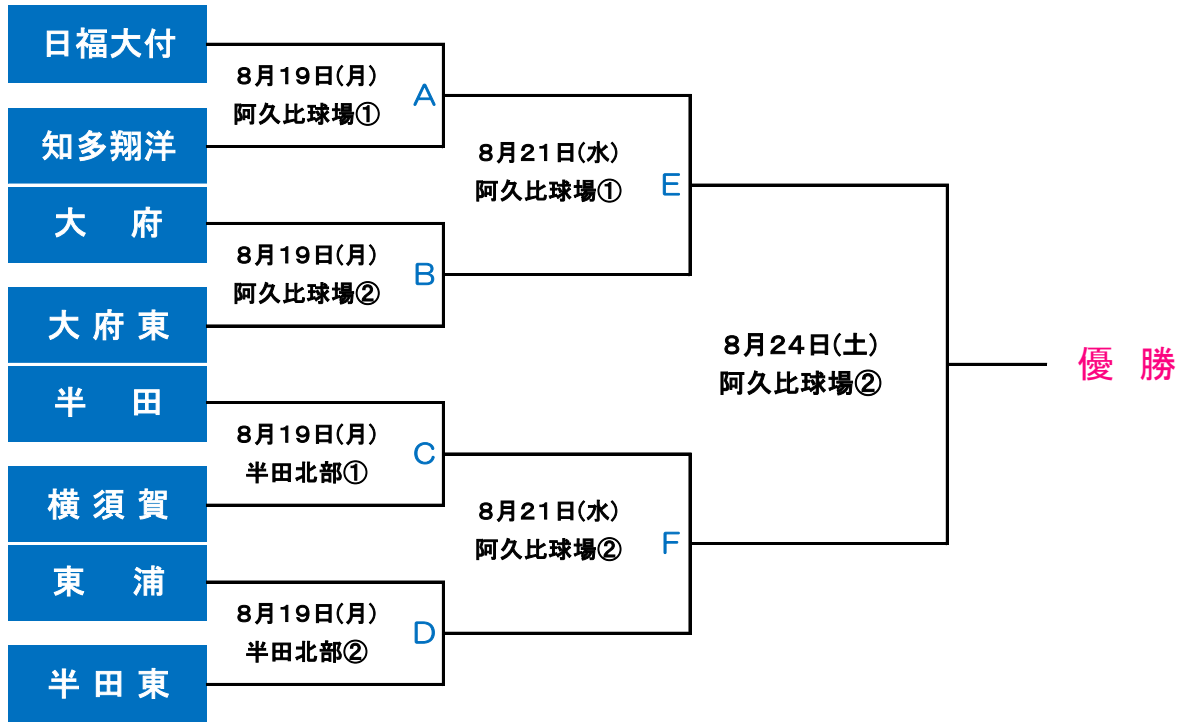 日福大付
8月19日(月)
阿久比球場①
A
知多翔洋
8月21日(水)
阿久比球場①
E
大 府
8月19日(月)
阿久比球場②
B
大府東
8月24日(土)
阿久比球場②
優 勝
半 田
8月19日(月)
半田北部①
C
横須賀
8月21日(水)
阿久比球場②
F
東 浦
8月19日(月)
半田北部②
D
半田東